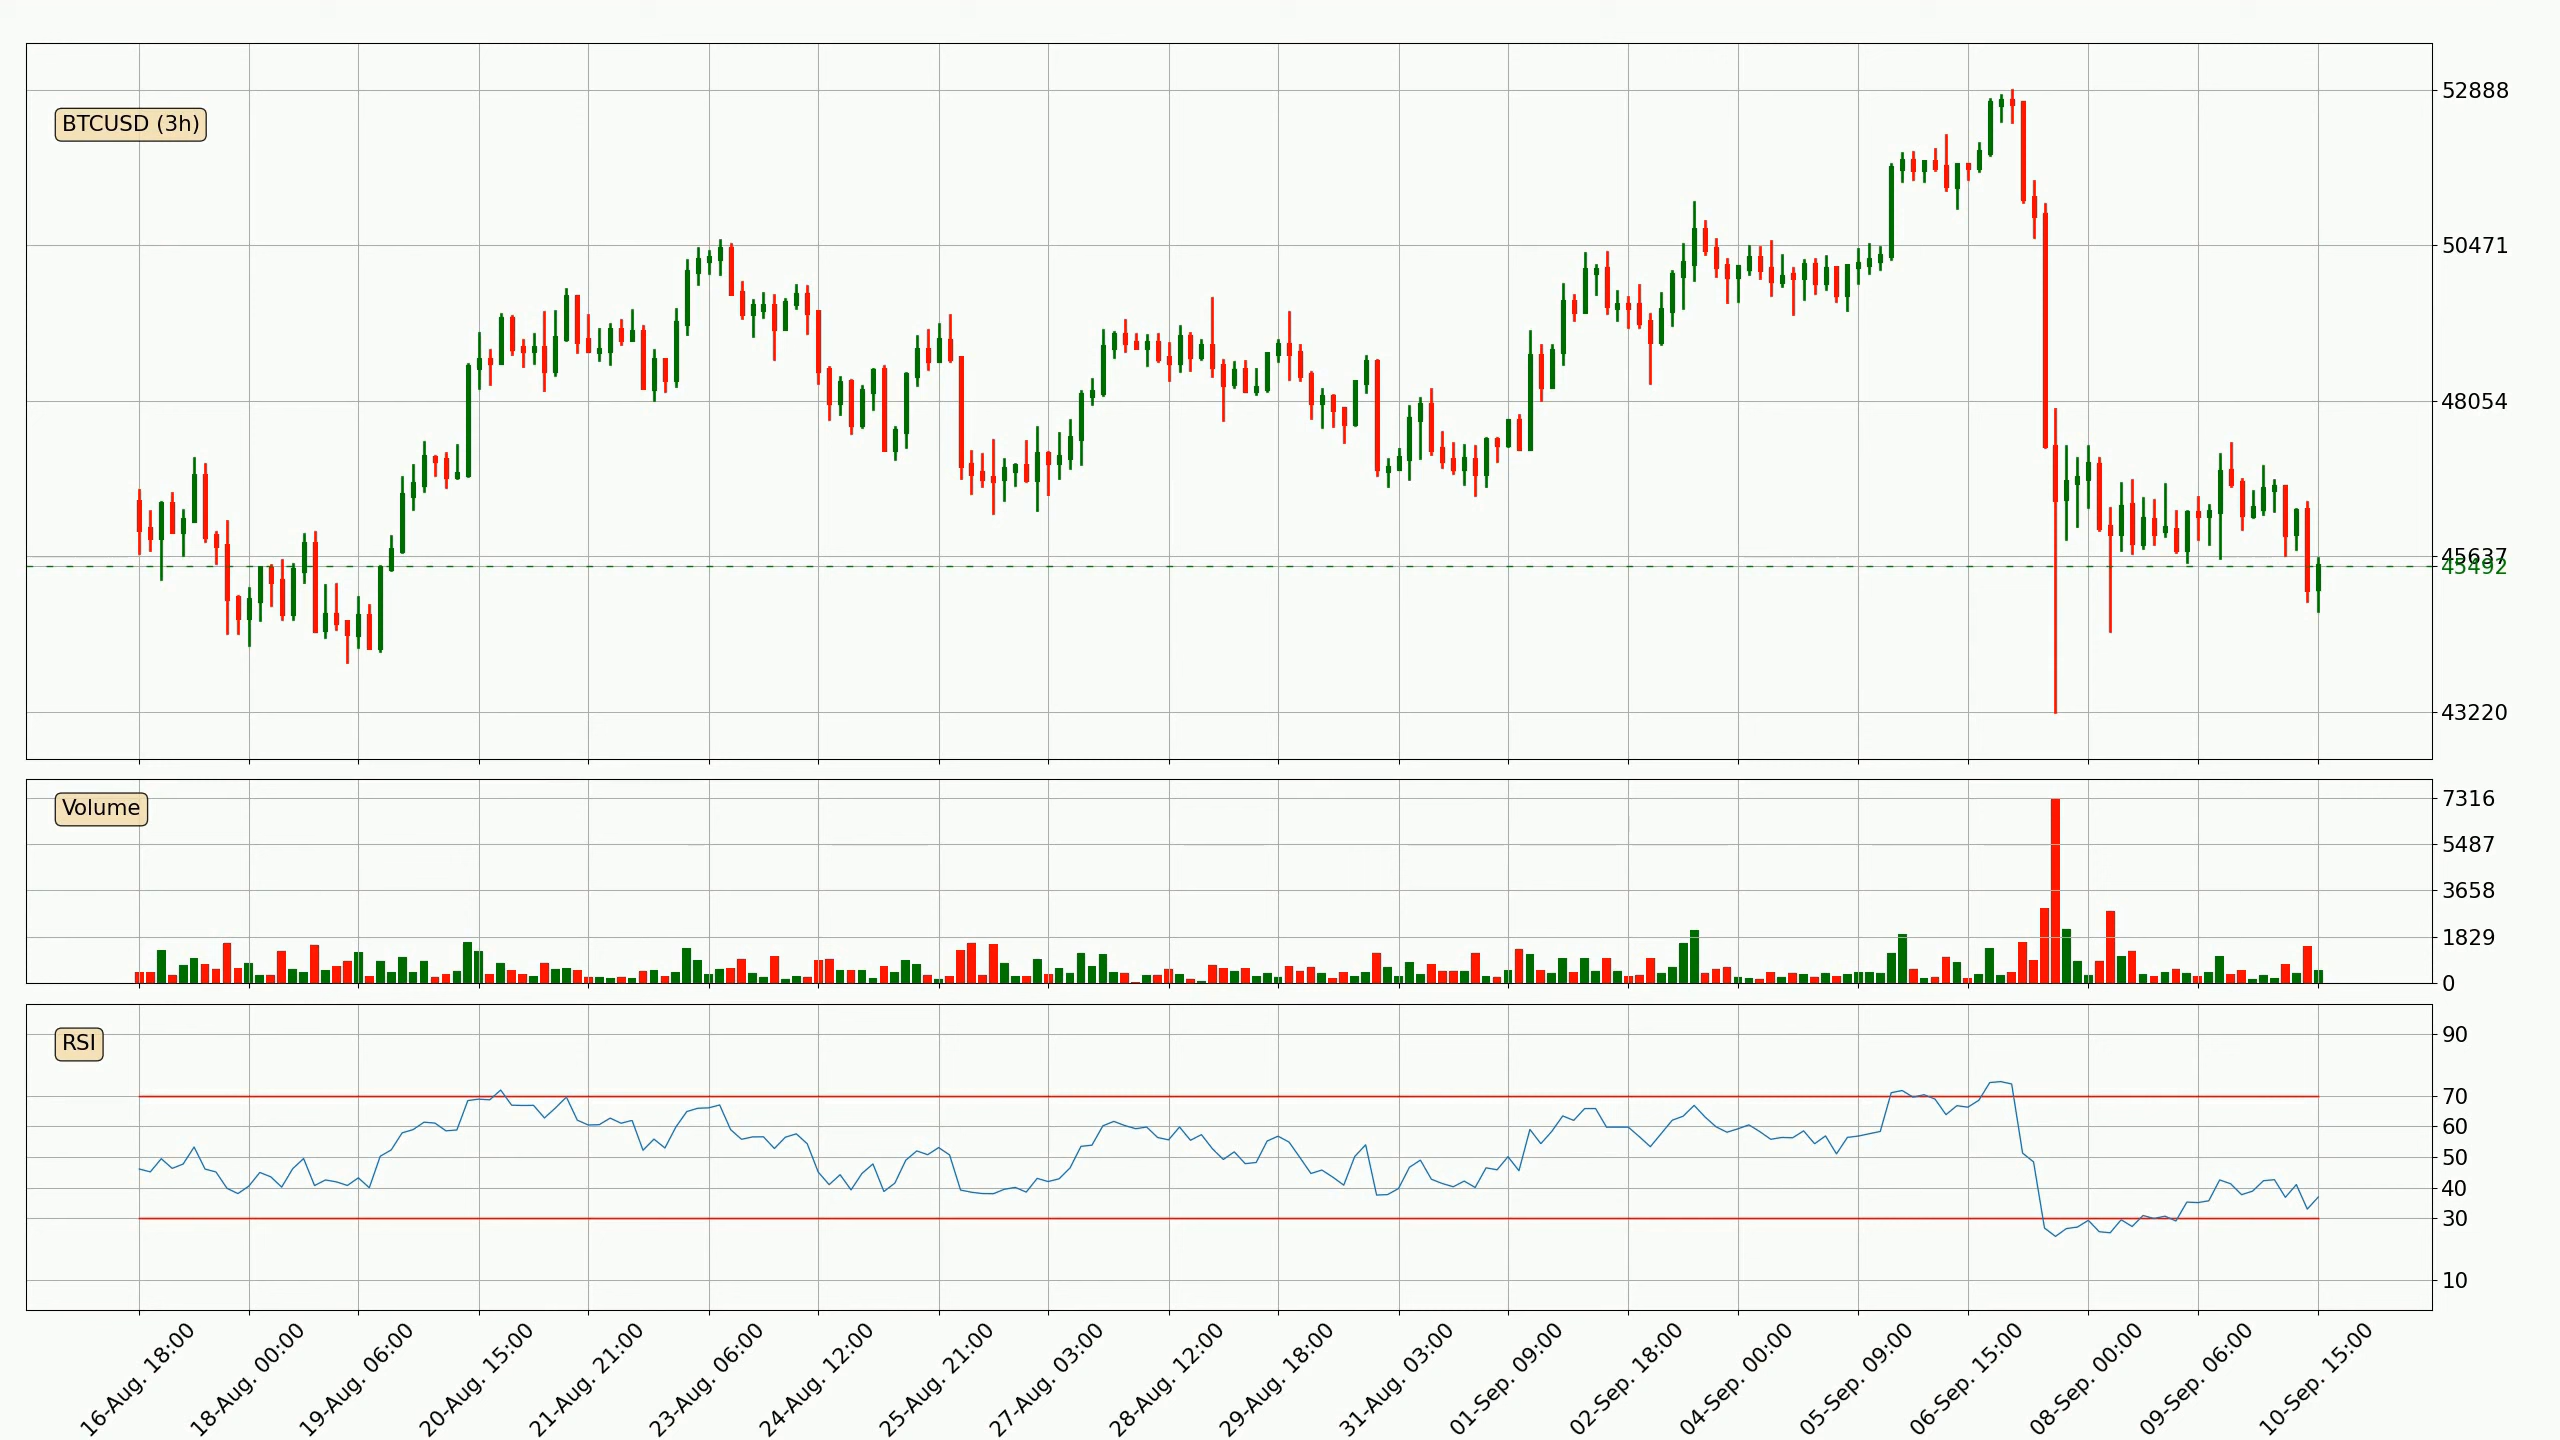 BTCUSD (3h)
52888
50471
48054
45637
45492
43220
Volume
7316
5487
3658
1829
0
RSI
90
70
60
50
40
30
10
16-Aug. 18:00
18-Aug. 00:00
19-Aug. 06:00
20-Aug. 15:00
21-Aug. 21:00
23-Aug. 06:00
24-Aug. 12:00
25-Aug. 21:00
27-Aug. 03:00
28-Aug. 12:00
29-Aug. 18:00
31-Aug. 03:00
01-Sep. 09:00
02-Sep. 18:00
04-Sep. 00:00
05-Sep. 09:00
06-Sep. 15:00
08-Sep. 00:00
09-Sep. 06:00
10-Sep. 15:00